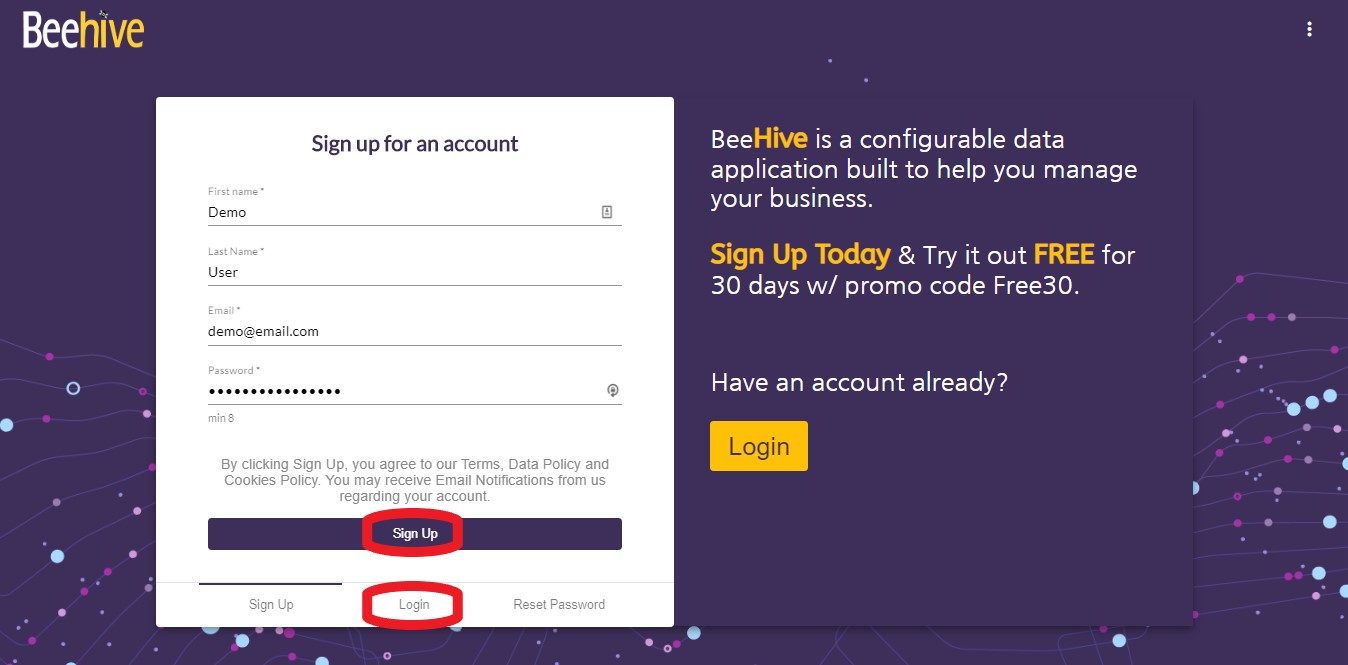 Beehive
Sign up for an account
First name *
Demo
Last Name *
User
Email *
demo@email.com
Password *
••••••••••••••••
min 8
By clicking Sign Up, you agree to our Terms, Data Policy and
Cookies Policy. You may receive Email Notifications from us
regarding your account.
Sign Up
Sign Up
Login
Reset Password
BeeHive is a configurable data
application built to help you manage
your business.
Sign Up Today & Try it out FREE for
30 days w/ promo code Free30.
Have an account already?
Login